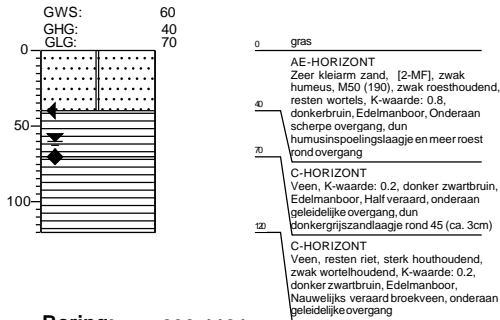 GWS: 60
GHG: 40
GLG: 70
0
50
100
0 gras
AE-HORIZONT
Zeer kleiarm zand, [2-MF], zwak
humeus, M50 (190), zwak roesthoudend,
resten wortels, K-waarde: 0.8,
donkerbruin, Edelmanboor, Onderaan
scherpe overgang, dun
humusinspoelingslaagje en meer roest
rond overgang
40
C-HORIZONT
Veen, K-waarde: 0.2, donker zwartbruin,
Edelmanboor, Half veraard, onderaan
geleidelijke overgang, dun
donkergrijs zandlaagje rond 45 (ca. 3cm)
70
C-HORIZONT
Veen, resten riet, sterk houthoudend,
zwak wortelhoudend, K-waarde: 0.2,
donker zwartbruin, Edelmanboor,
Nauwelijks veraard broekveen, onderaan
geleidelijke overgang
120